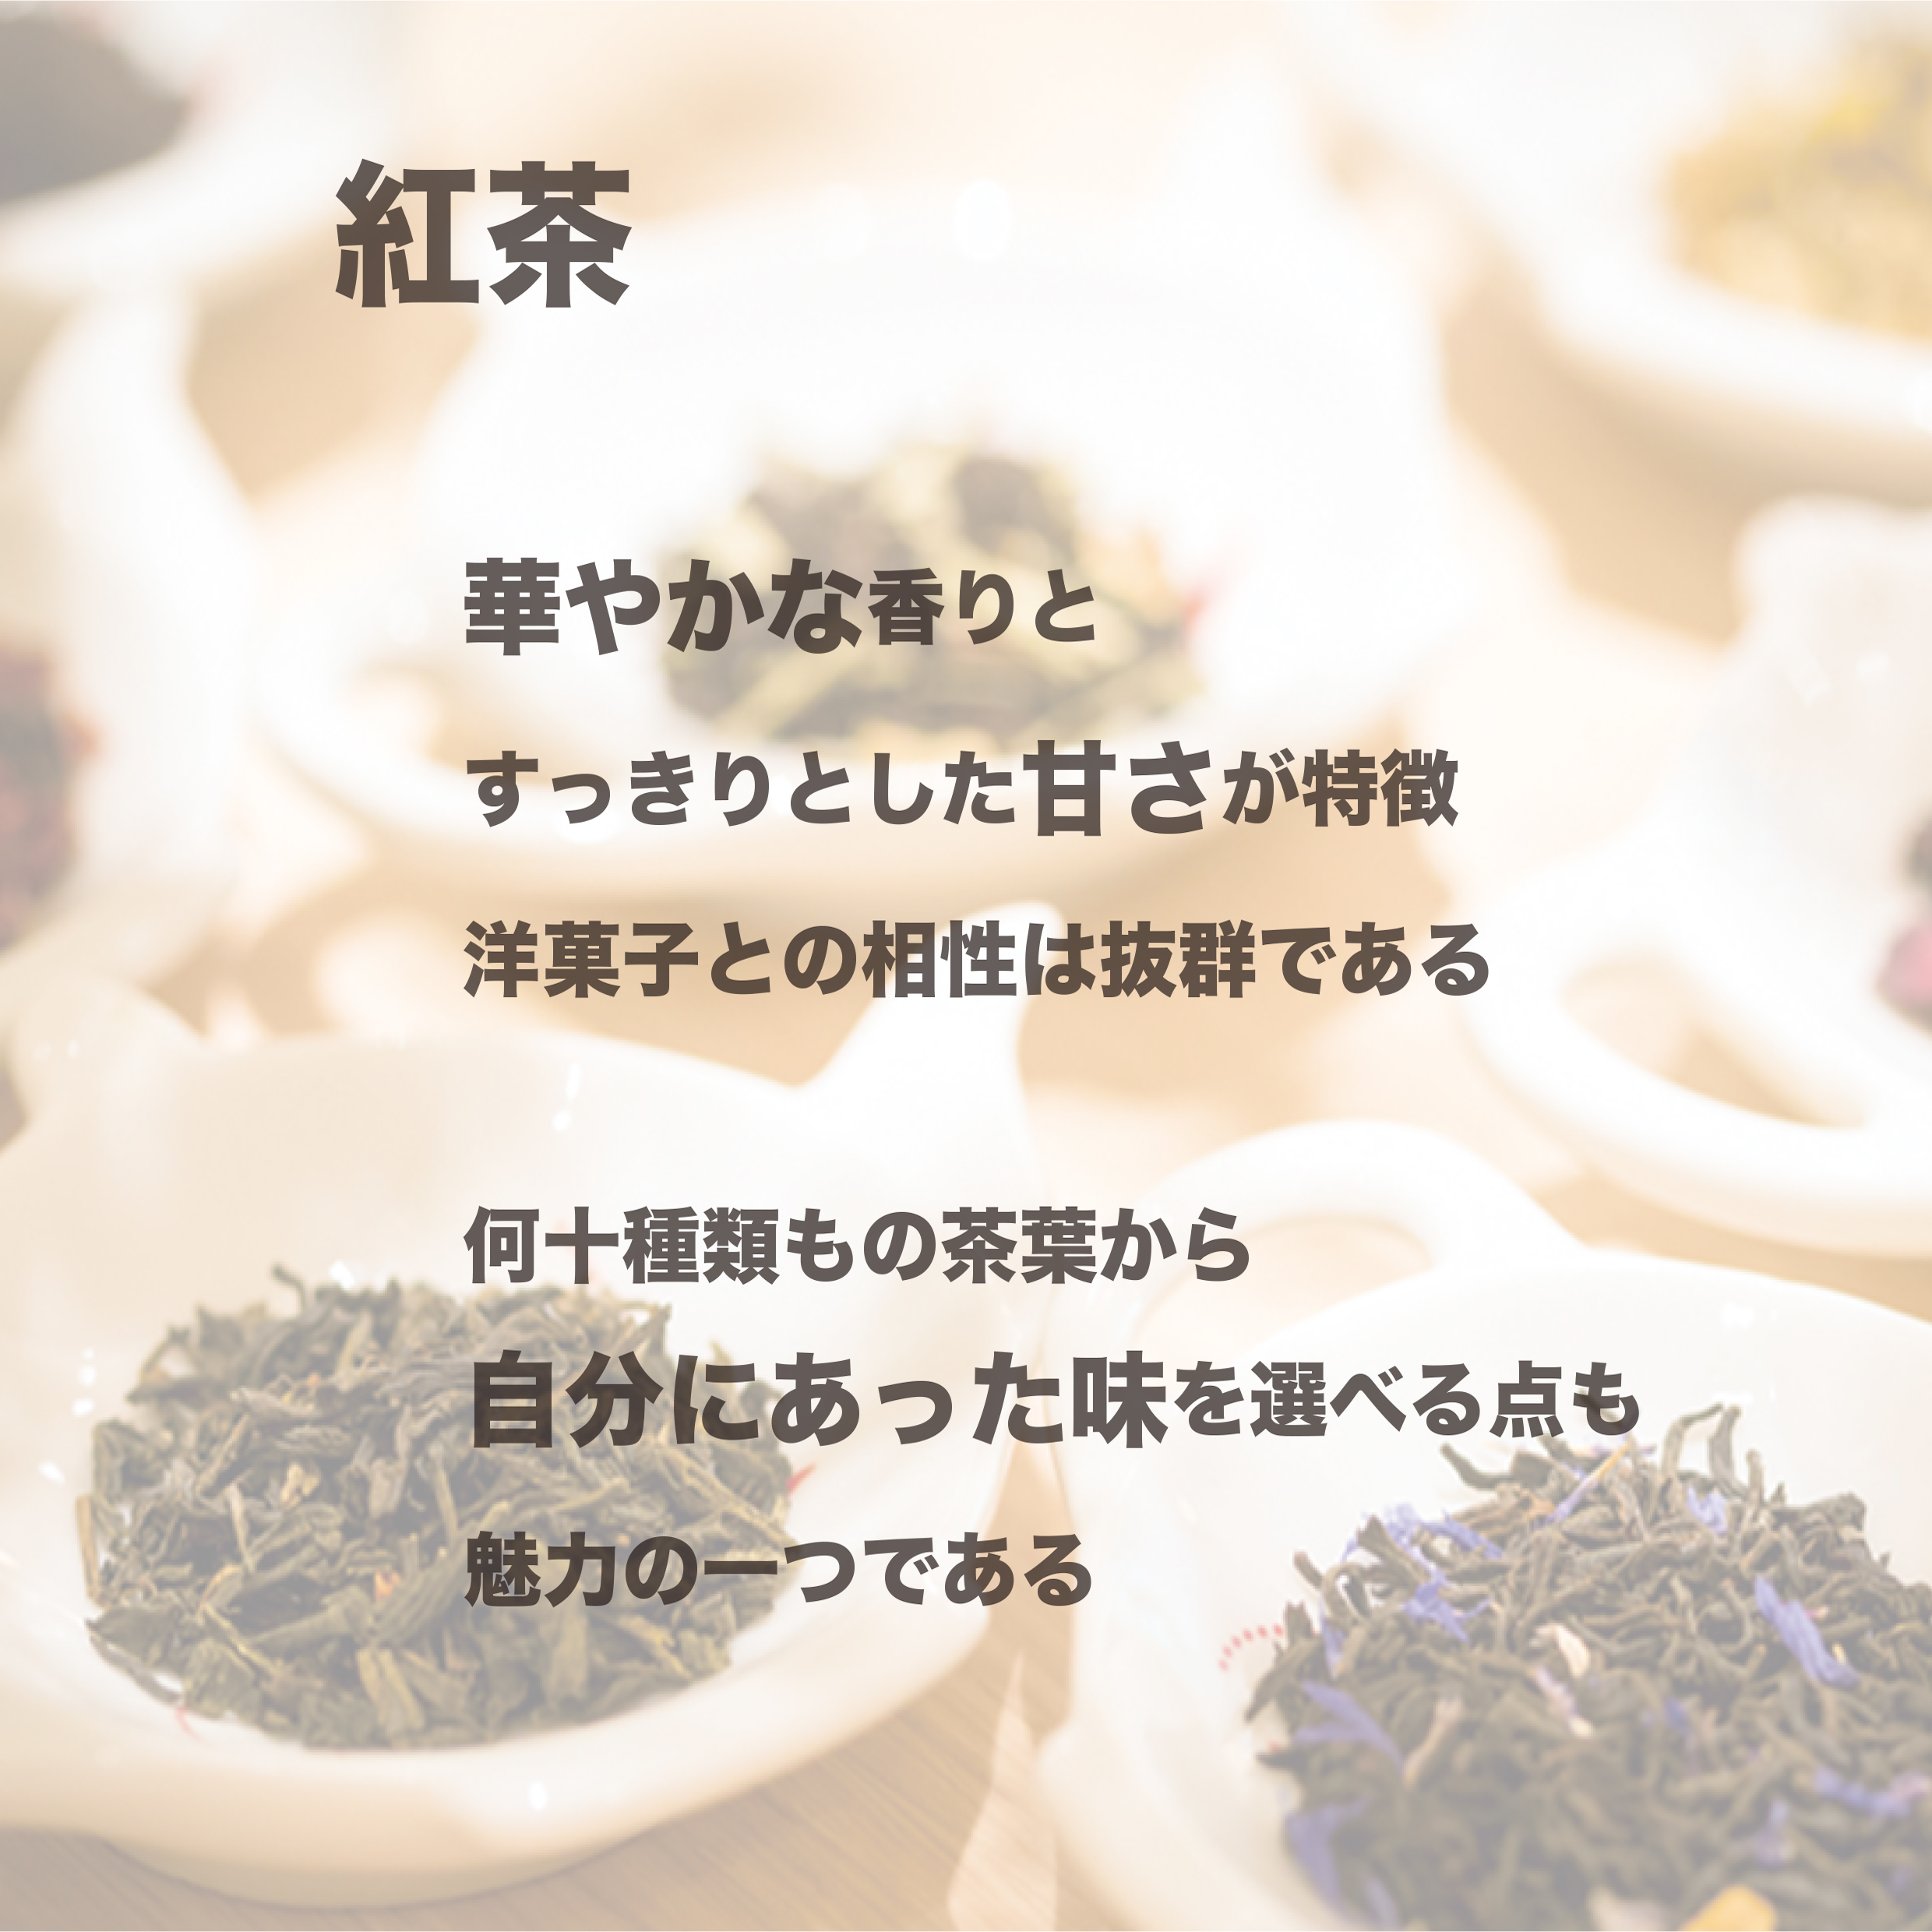 紅茶
華やかな香りと
すっきりとした甘さが特徴
洋菓子との相性は抜群である
何十種類もの茶葉から
自分にあった味を選べる点も
魅力の一つである